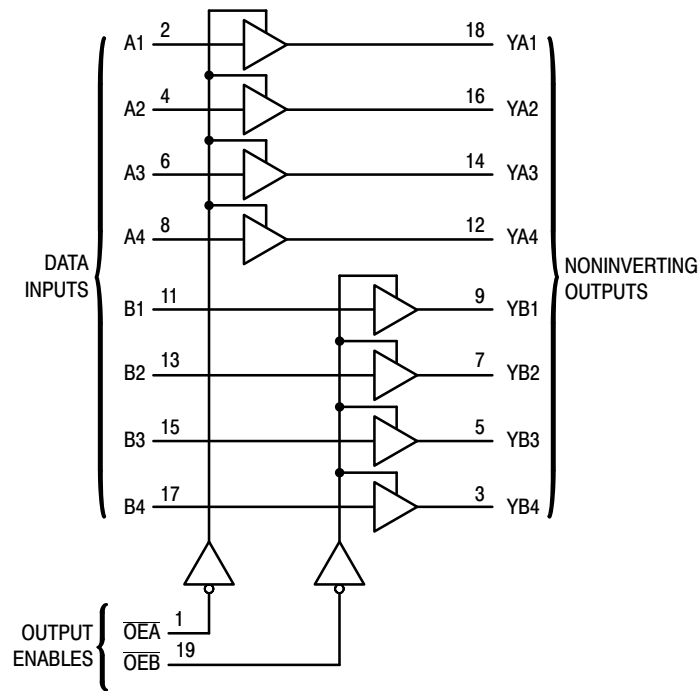 A1 2 18 YA1
A2 4 16 YA2
A3 6 14 YA3
A4 8 12 YA4
DATA
INPUTS
NONINVERTING
OUTPUTS
B1 11 9 YB1
B2 13 7 YB2
B3 15 5 YB3
B4 17 3 YB4
OUTPUT
ENABLES
O̅E̅A̅ 1
O̅E̅B̅ 19